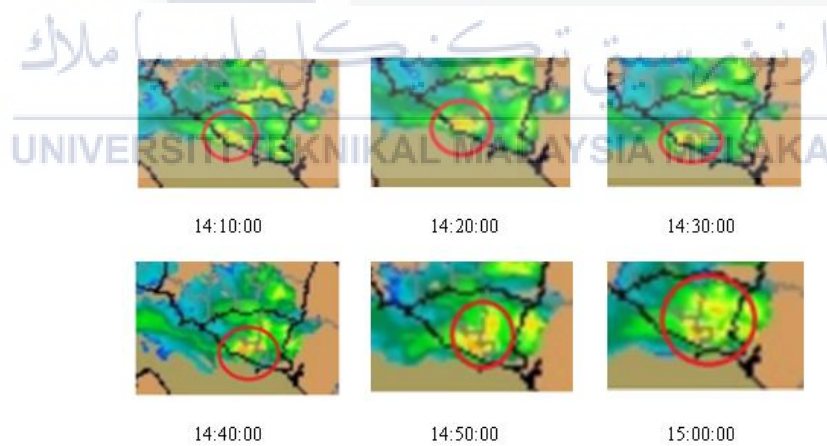 اونيۏرسيتي تيكنيكل مليسيا ملاك
UNIVERSITI TEKNIKAL MALAYSIA MELAKA
14:10:00 14:20:00 14:30:00
14:40:00 14:50:00 15:00:00